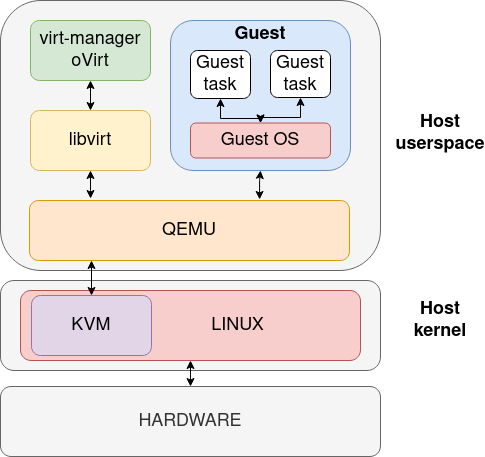 virt-manager
oVirt
Guest
Guest
task
Guest
task
libvirt
Guest OS
Host
userspace
QEMU
Host
kernel
KVM
LINUX
HARDWARE